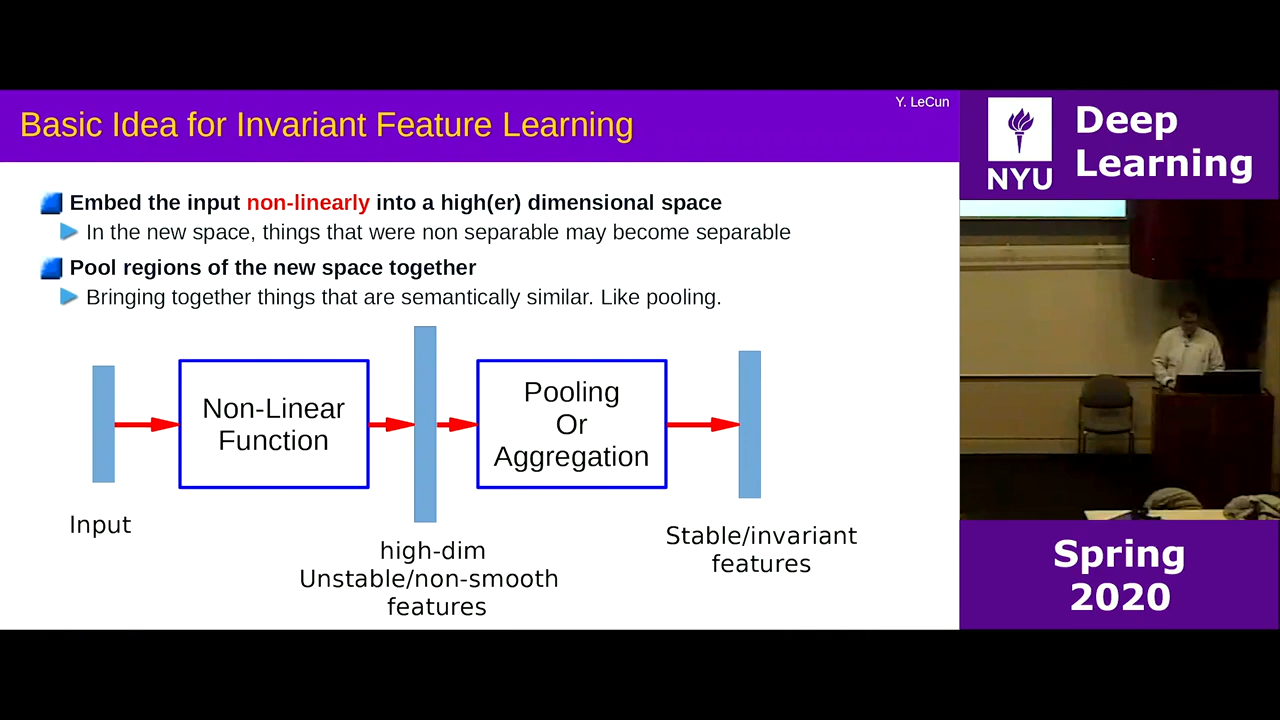 Y. LeCun
Basic Idea for Invariant Feature Learning
Embed the input non-linearly into a high(er) dimensional space
In the new space, things that were non separable may become separable
Pool regions of the new space together
Bringing together things that are semantically similar. Like pooling.
Non-Linear
Function
Pooling
Or
Aggregation
Input
high-dim
Unstable/non-smooth
features
Stable/invariant
features
NYU
Deep
Learning
Spring
2020